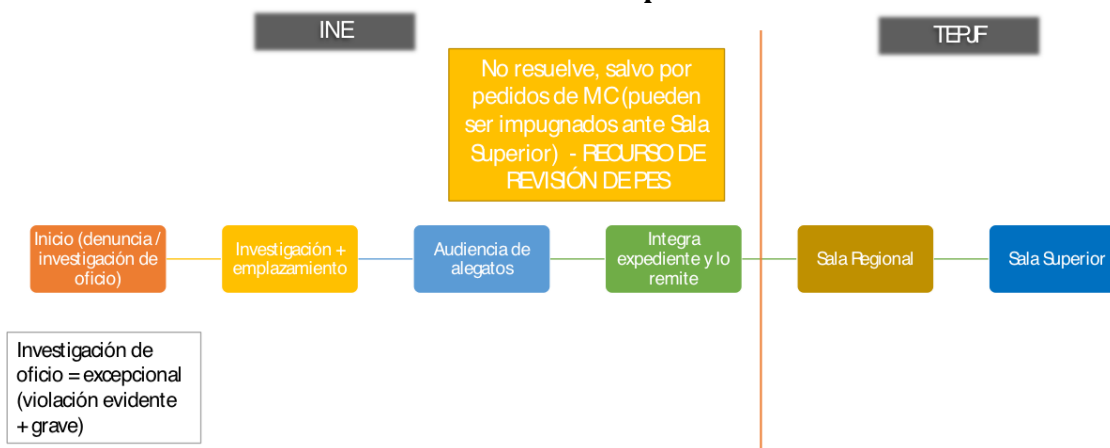 INE
TEPJF
No resuelve, salvo por
pedidos de MC (pueden
ser impugnados ante Sala
Superior) - RECURSO DE
REVISIÓN DE PES
Inicio (denuncia /
investigación de
oficio)
Investigación +
emplazamiento
Audiencia de
alegatos
Integra
expediente y lo
remite
Sala Regional
Sala Superior
Investigación de
oficio = excepcional
(violación evidente
+ grave)